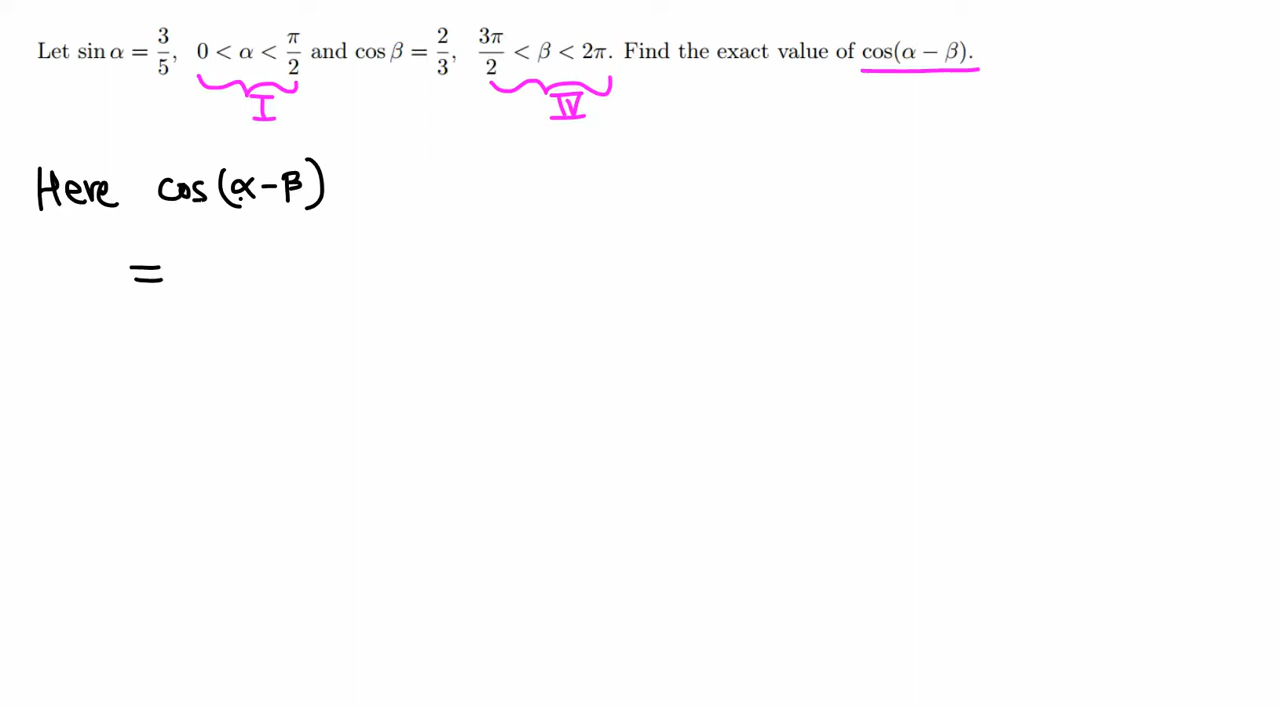 Let sin α = 3/5, 0 < α < π/2 and cos β = 2/3, 3π/2 < β < 2π. Find the exact value of cos(α − β).
I IV
Here cos(α−β)
=